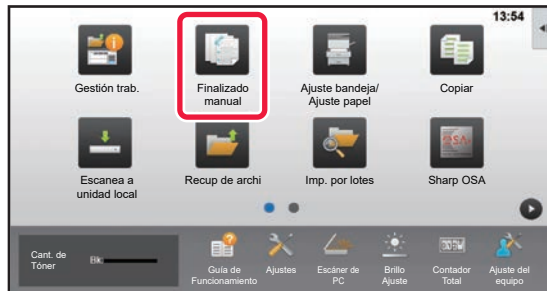 13:54
Gestión trab.
Finalizado
manual
Ajuste bandeja/
Ajuste papel
Copiar
Escanea a
unidad local
Recup de archi
Imp. por lotes
Sharp OSA
Cant. de
Tóner
Bk
Guía de
Funcionamiento
Ajustes
Escáner de
PC
Brillo
Ajuste
Contador
Total
Ajuste del
equipo